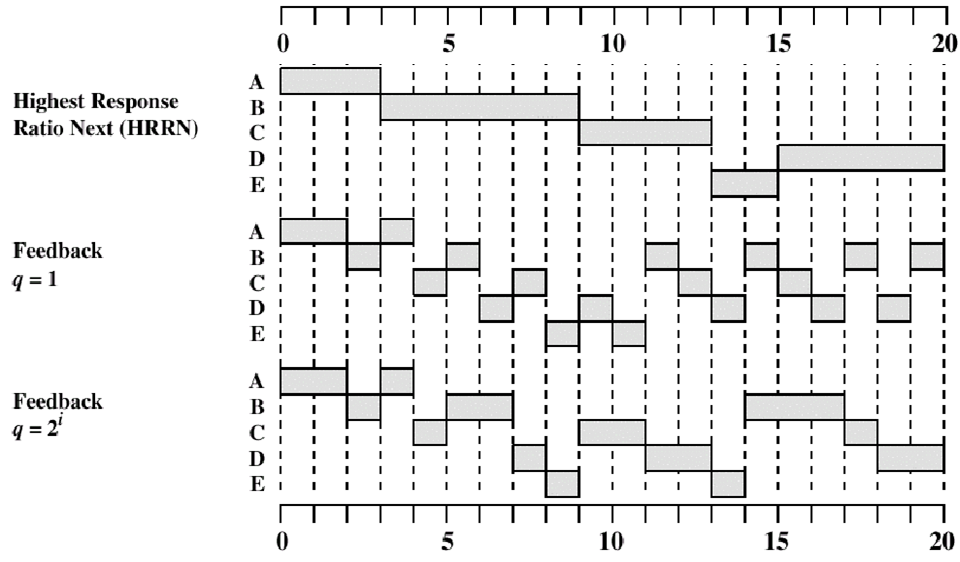 0 5 10 15 20
Highest Response
Ratio Next (HRRN)
A
B
C
D
E
Feedback
q = 1
A
B
C
D
E
Feedback
q = 2^i
A
B
C
D
E
0 5 10 15 20